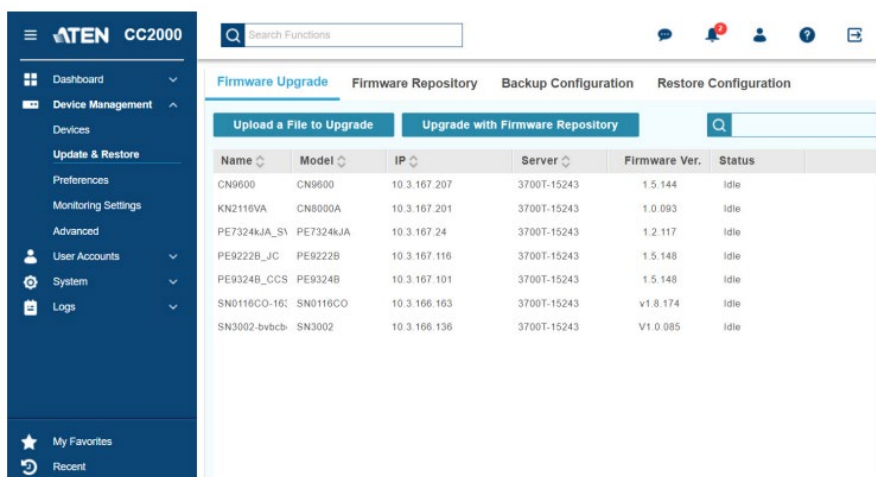 ATEN CC2000
Search Functions
2
Dashboard
Device Management
Devices
Update & Restore
Preferences
Monitoring Settings
Advanced
User Accounts
System
Logs
My Favorites
Recent
Firmware Upgrade Firmware Repository Backup Configuration Restore Configuration
Upload a File to Upgrade Upgrade with Firmware Repository
Name Model IP Server Firmware Ver. Status
CN9600 CN9600 10.3.167.207 3700T-15243 1.5.144 Idle
KN2116VA CN8000A 10.3.167.201 3700T-15243 1.0.093 Idle
PE7324kJA_SV PE7324kJA 10.3.167.24 3700T-15243 1.2.117 Idle
PE9222B_JC PE9222B 10.3.167.116 3700T-15243 1.5.148 Idle
PE9324B_CCS PE9324B 10.3.167.101 3700T-15243 1.5.148 Idle
SN0116CO-163 SN0116CO 10.3.166.163 3700T-15243 v1.8.174 Idle
SN3002-bvbcb SN3002 10.3.166.136 3700T-15243 V1.0.085 Idle